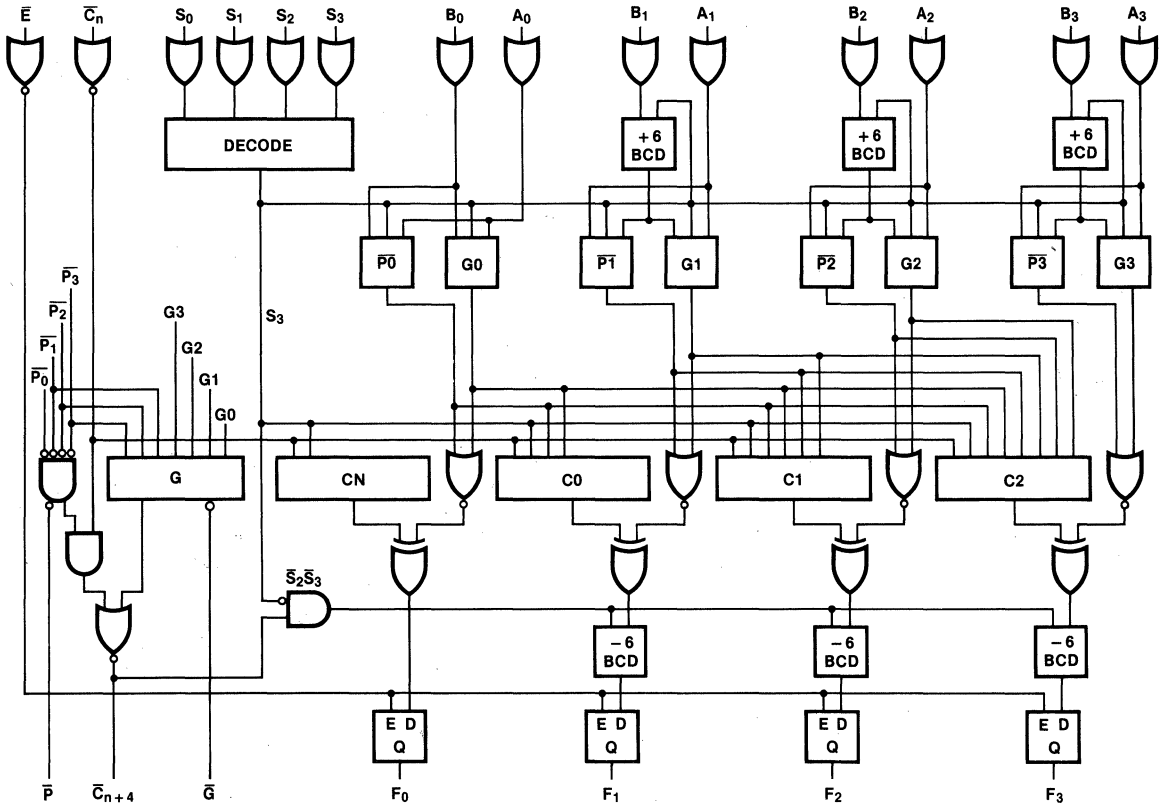 E̅ C̅n S0 S1 S2 S3 B0 A0 B1 A1 B2 A2 B3 A3
+6 BCD
+6 BCD
+6 BCD
DECODE
P̅0̅ G0 P̅1̅ G1 P̅2̅ G2 P̅3̅ G3
P̅3
P̅2
P̅1
P̅0
G3
G2
G1
G0
S3
G CN C0 C1 C2
S̅2S̅3
−6 BCD
−6 BCD
−6 BCD
E D
Q
E D
Q
E D
Q
E D
Q
P̅ C̅n+4 G̅ F0 F1 F2 F3